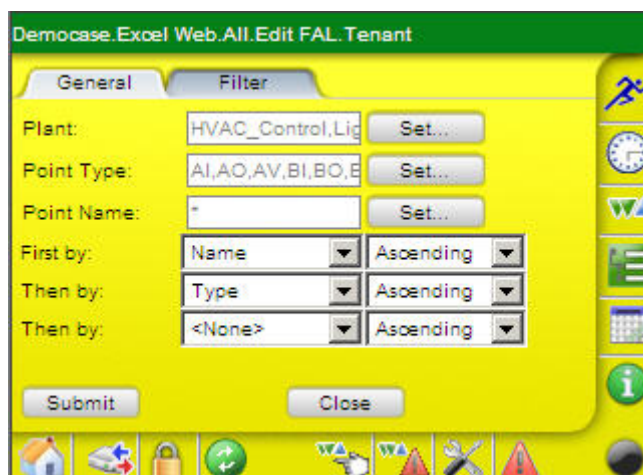 Democase.Excel Web.All.Edit FAL.Tenant
General Filter
Plant: HVAC_Control,Lig Set...
Point Type: AI,AO,AV,BI,BO,B Set...
Point Name: * Set...
First by: Name Ascending
Then by: Type Ascending
Then by: <None> Ascending
Submit Close